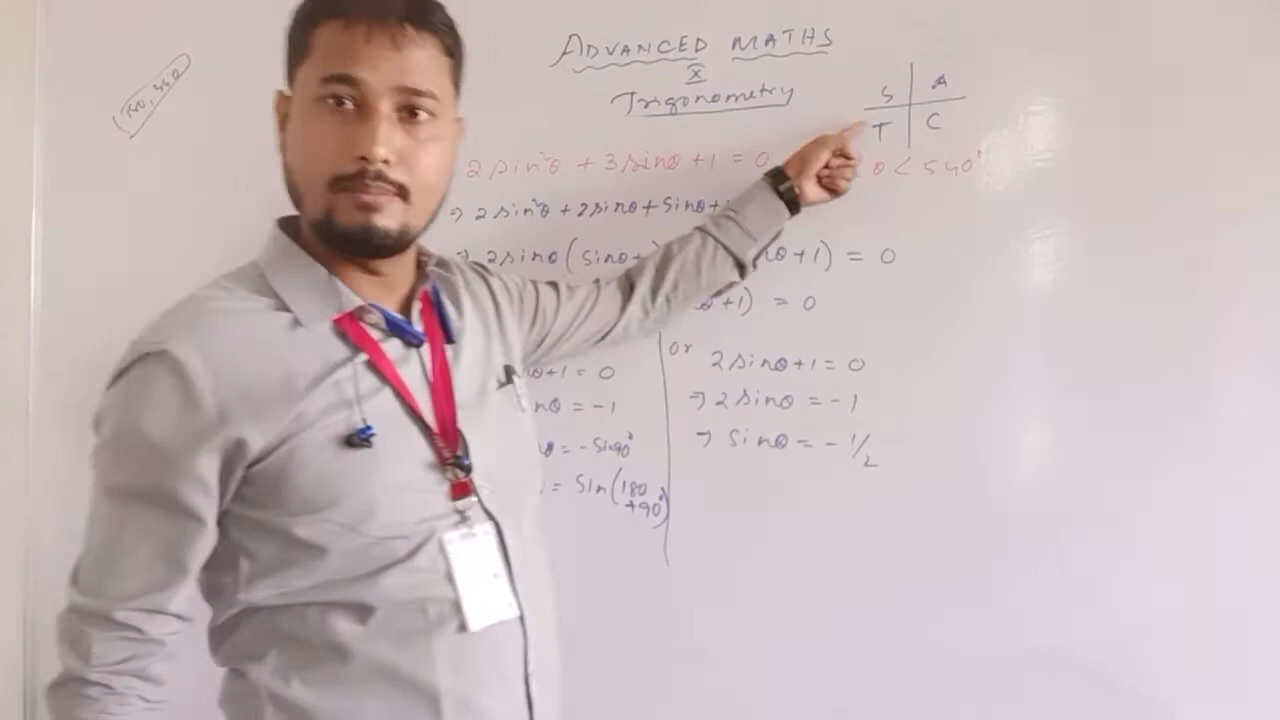 ADVANCED MATHS
X
Trigonometry
S A
T C
2sin²θ + 3sinθ + 1 = 0
θ < 540°
⇒ 2sin²θ + 2sinθ + sinθ +
⇒ 2sinθ(sinθ+ θ+1) = 0
θ+1) = 0
θ+1 = 0
nθ = -1
θ = -sin90°
= sin(180
+90°)
or 2sinθ+1 = 0
⇒ 2sinθ = -1
⇒ sinθ = -1/2